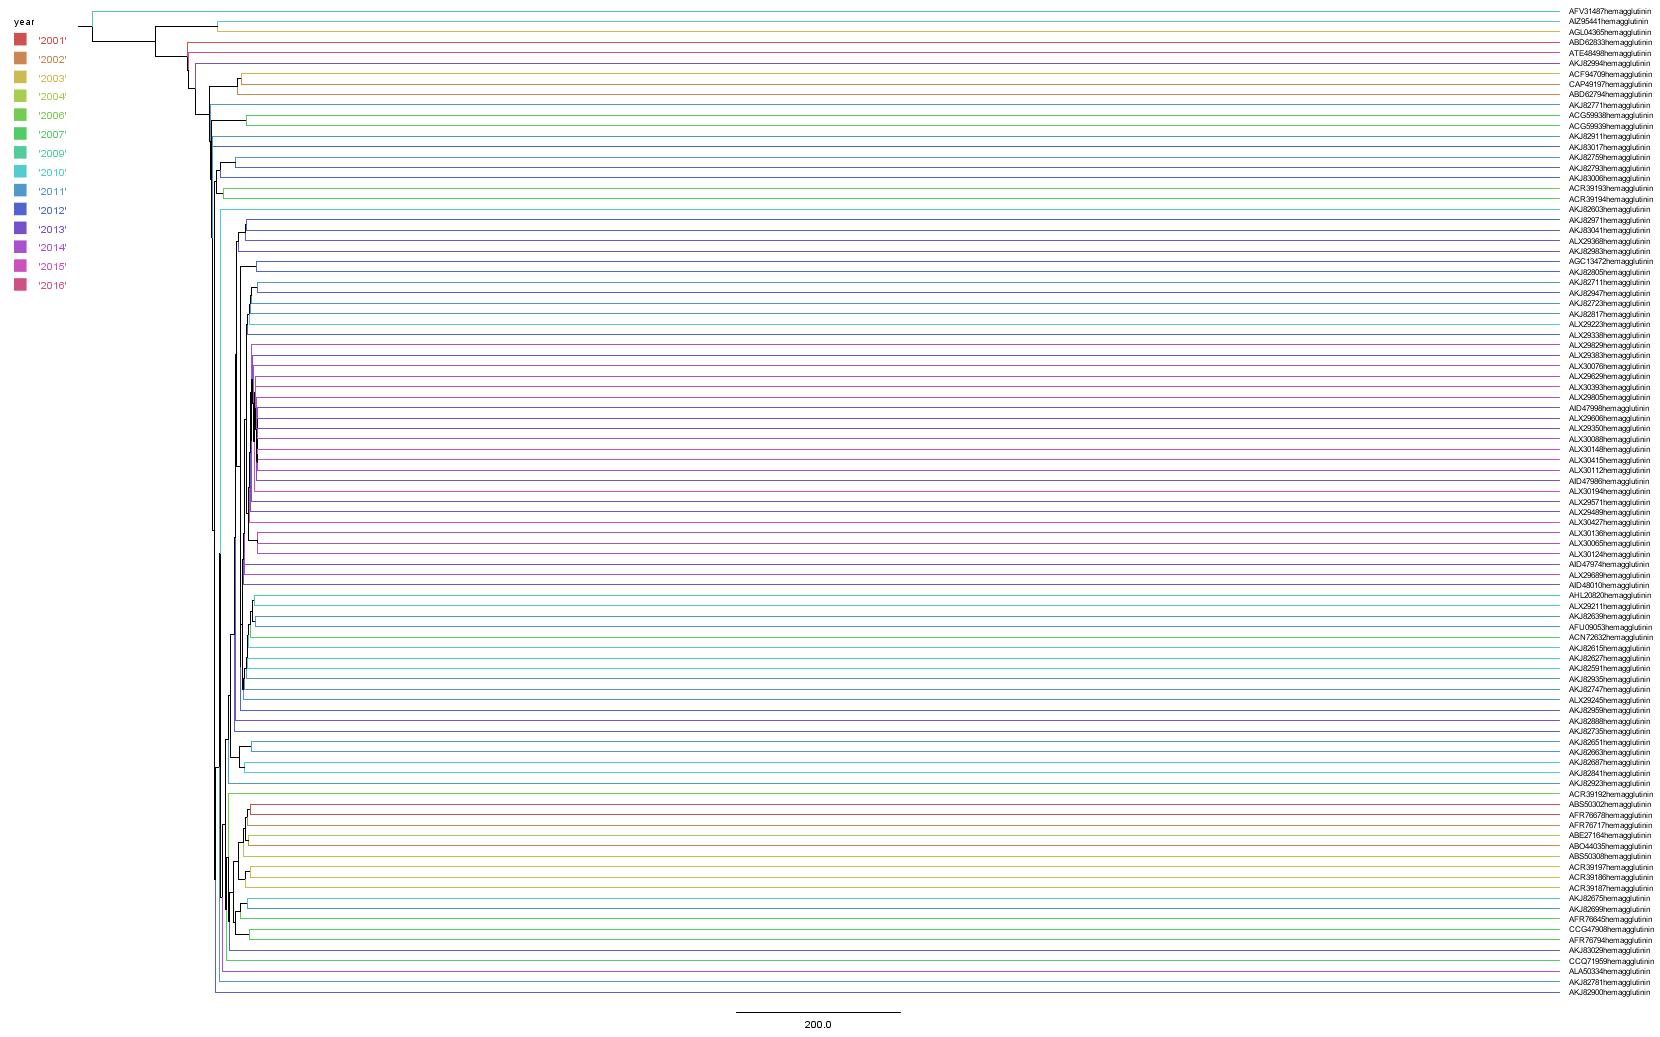 year
'2001'
'2002'
'2003'
'2004'
'2006'
'2007'
'2009'
'2010'
'2011'
'2012'
'2013'
'2014'
'2015'
'2016'
AFV31487hemagglutinin
AIZ95441hemagglutinin
AGL04365hemagglutinin
ABD62833hemagglutinin
ATE48498hemagglutinin
AKJ82994hemagglutinin
ACF94709hemagglutinin
CAP49197hemagglutinin
ABD62794hemagglutinin
AKJ82771hemagglutinin
ACG59938hemagglutinin
ACG59939hemagglutinin
AKJ82911hemagglutinin
AKJ83017hemagglutinin
AKJ82759hemagglutinin
AKJ82793hemagglutinin
AKJ83006hemagglutinin
ACR39193hemagglutinin
ACR39194hemagglutinin
AKJ82603hemagglutinin
AKJ82971hemagglutinin
AKJ83041hemagglutinin
ALX29368hemagglutinin
AKJ82983hemagglutinin
AGC13472hemagglutinin
AKJ82805hemagglutinin
AKJ82711hemagglutinin
AKJ82947hemagglutinin
AKJ82723hemagglutinin
AKJ82817hemagglutinin
ALX29223hemagglutinin
ALX29338hemagglutinin
ALX29829hemagglutinin
ALX29383hemagglutinin
ALX30076hemagglutinin
ALX29629hemagglutinin
ALX30393hemagglutinin
ALX29805hemagglutinin
AID47998hemagglutinin
ALX29606hemagglutinin
ALX29350hemagglutinin
ALX30088hemagglutinin
ALX30148hemagglutinin
ALX30415hemagglutinin
ALX30112hemagglutinin
AID47986hemagglutinin
ALX30194hemagglutinin
ALX29571hemagglutinin
ALX29489hemagglutinin
ALX30427hemagglutinin
ALX30136hemagglutinin
ALX30065hemagglutinin
ALX30124hemagglutinin
AID47974hemagglutinin
ALX29689hemagglutinin
AID48010hemagglutinin
AHL20820hemagglutinin
ALX29211hemagglutinin
AKJ82639hemagglutinin
AFU09053hemagglutinin
ACN72632hemagglutinin
AKJ82615hemagglutinin
AKJ82627hemagglutinin
AKJ82591hemagglutinin
AKJ82935hemagglutinin
AKJ82747hemagglutinin
ALX29245hemagglutinin
AKJ82959hemagglutinin
AKJ82888hemagglutinin
AKJ82735hemagglutinin
AKJ82651hemagglutinin
AKJ82663hemagglutinin
AKJ82687hemagglutinin
AKJ82841hemagglutinin
AKJ82923hemagglutinin
ACR39192hemagglutinin
ABS50302hemagglutinin
AFR76678hemagglutinin
AFR76717hemagglutinin
ABE27164hemagglutinin
ABO44035hemagglutinin
ABS50308hemagglutinin
ACR39197hemagglutinin
ACR39186hemagglutinin
ACR39187hemagglutinin
AKJ82675hemagglutinin
AKJ82699hemagglutinin
AFR76645hemagglutinin
CCG47908hemagglutinin
AFR76794hemagglutinin
AKJ83029hemagglutinin
CCQ71959hemagglutinin
ALA50334hemagglutinin
AKJ82781hemagglutinin
AKJ82900hemagglutinin
200.0